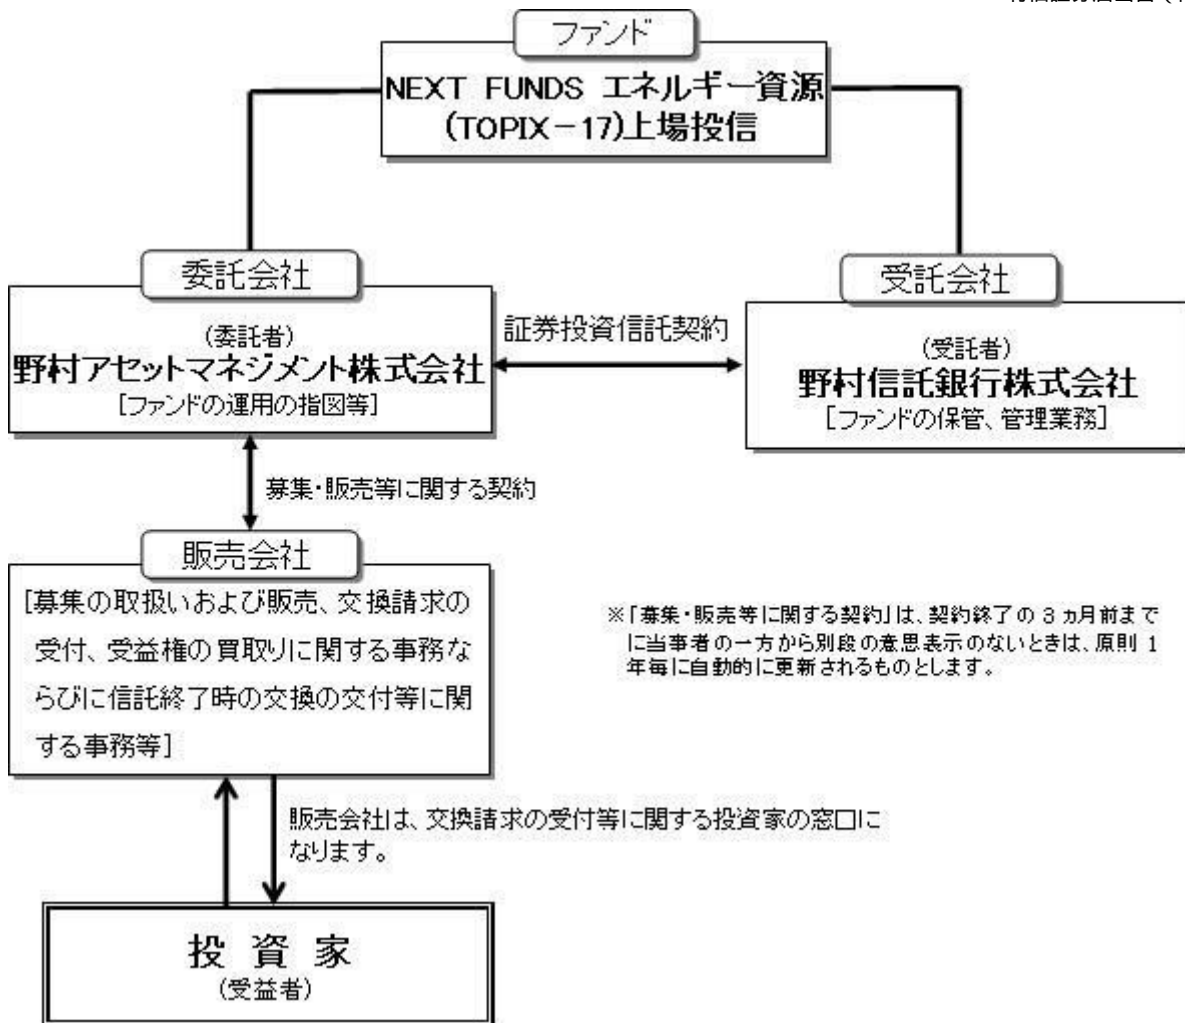 ファンド
NEXT FUNDS エネルギー資源
(TOPIX－17)上場投信
委託会社
(委託者)
野村アセットマネジメント株式会社
[ファンドの運用の指図等]
証券投資信託契約
受託会社
(受託者)
野村信託銀行株式会社
[ファンドの保管、管理業務]
募集・販売等に関する契約
販売会社
[募集の取扱いおよび販売、交換請求の
受付、受益権の買取りに関する事務な
らびに信託終了時の交換の交付等に関
する事務等]
※「募集・販売等に関する契約」は、契約終了の 3 ヵ月前まで
に当事者の一方から別段の意思表示のないときは、原則 1
年毎に自動的に更新されるものとします。
販売会社は、交換請求の受付等に関する投資家の窓口に
なります。
投 資 家
(受益者)